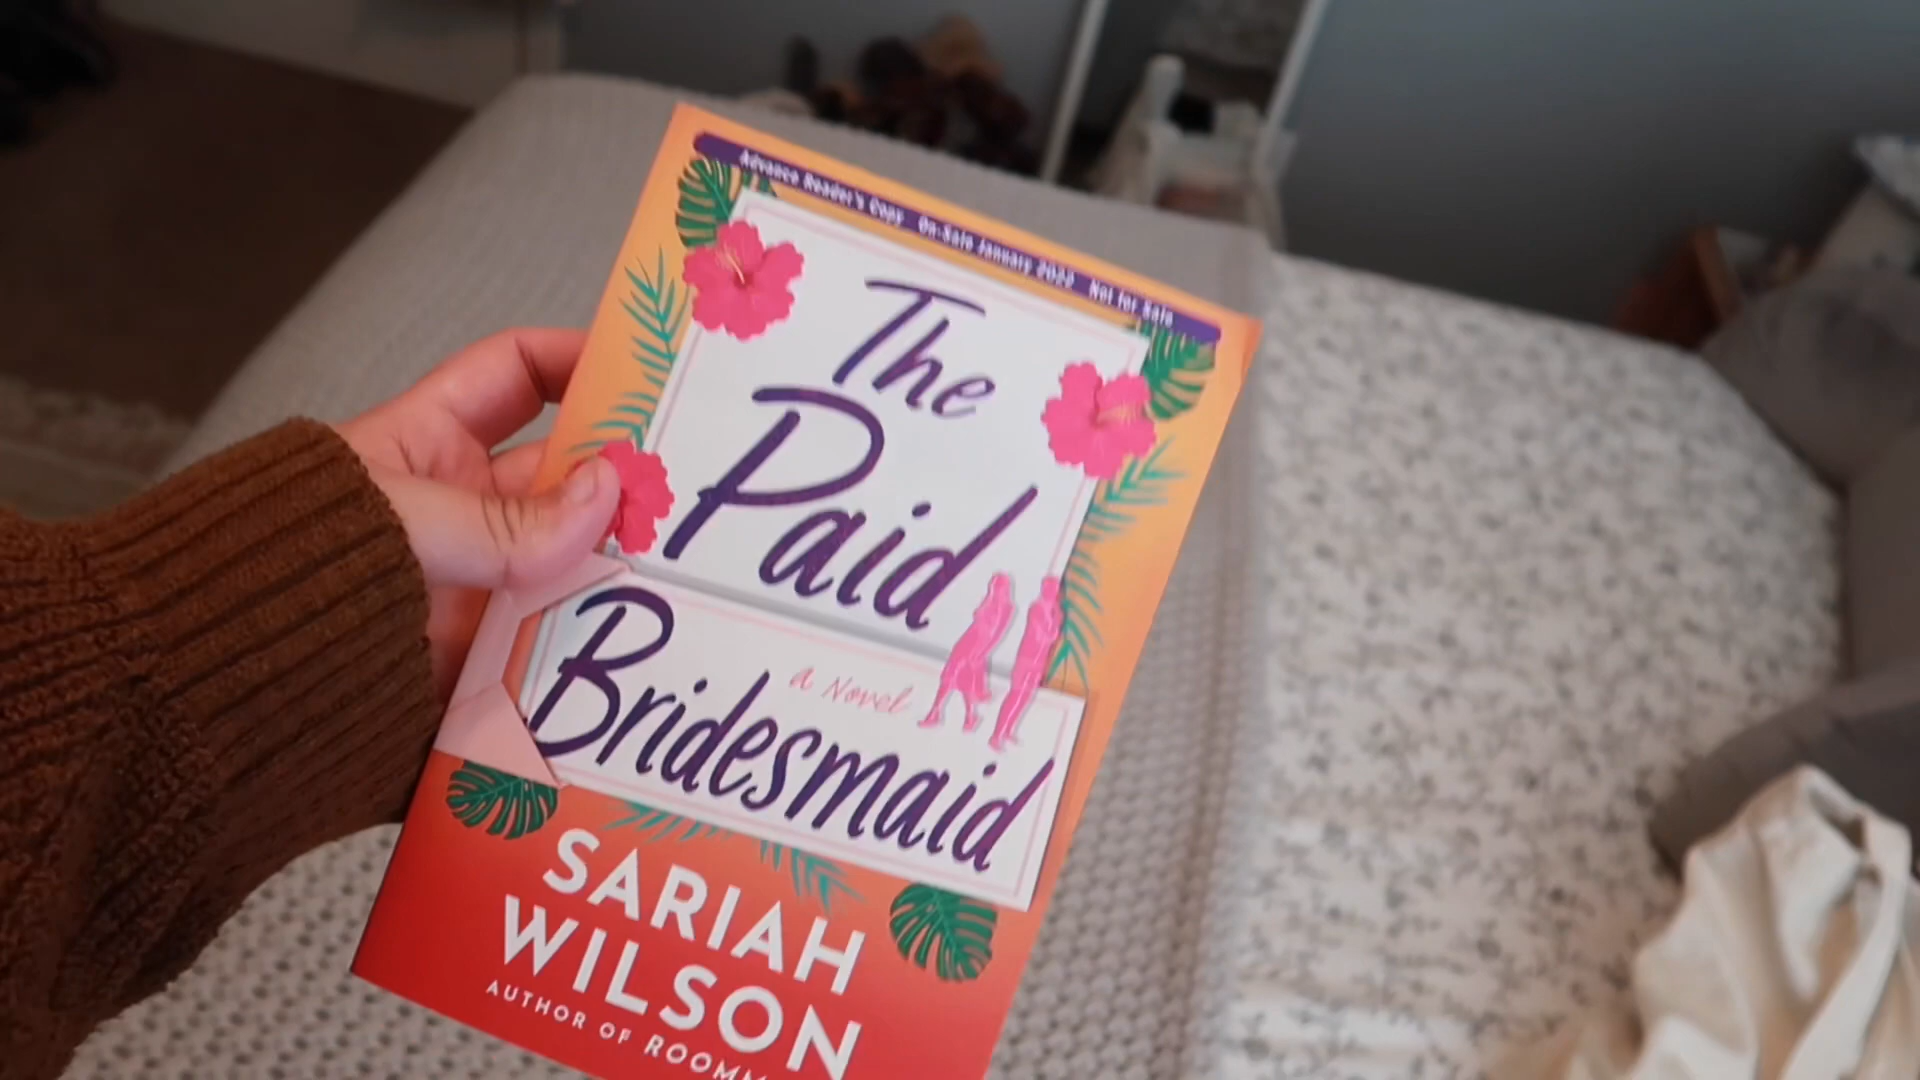 Advance Reader's Copy On-Sale January 2022 Not for Sale
The
Paid
a Novel
Bridesmaid
SARIAH
WILSON
AUTHOR OF ROOMM